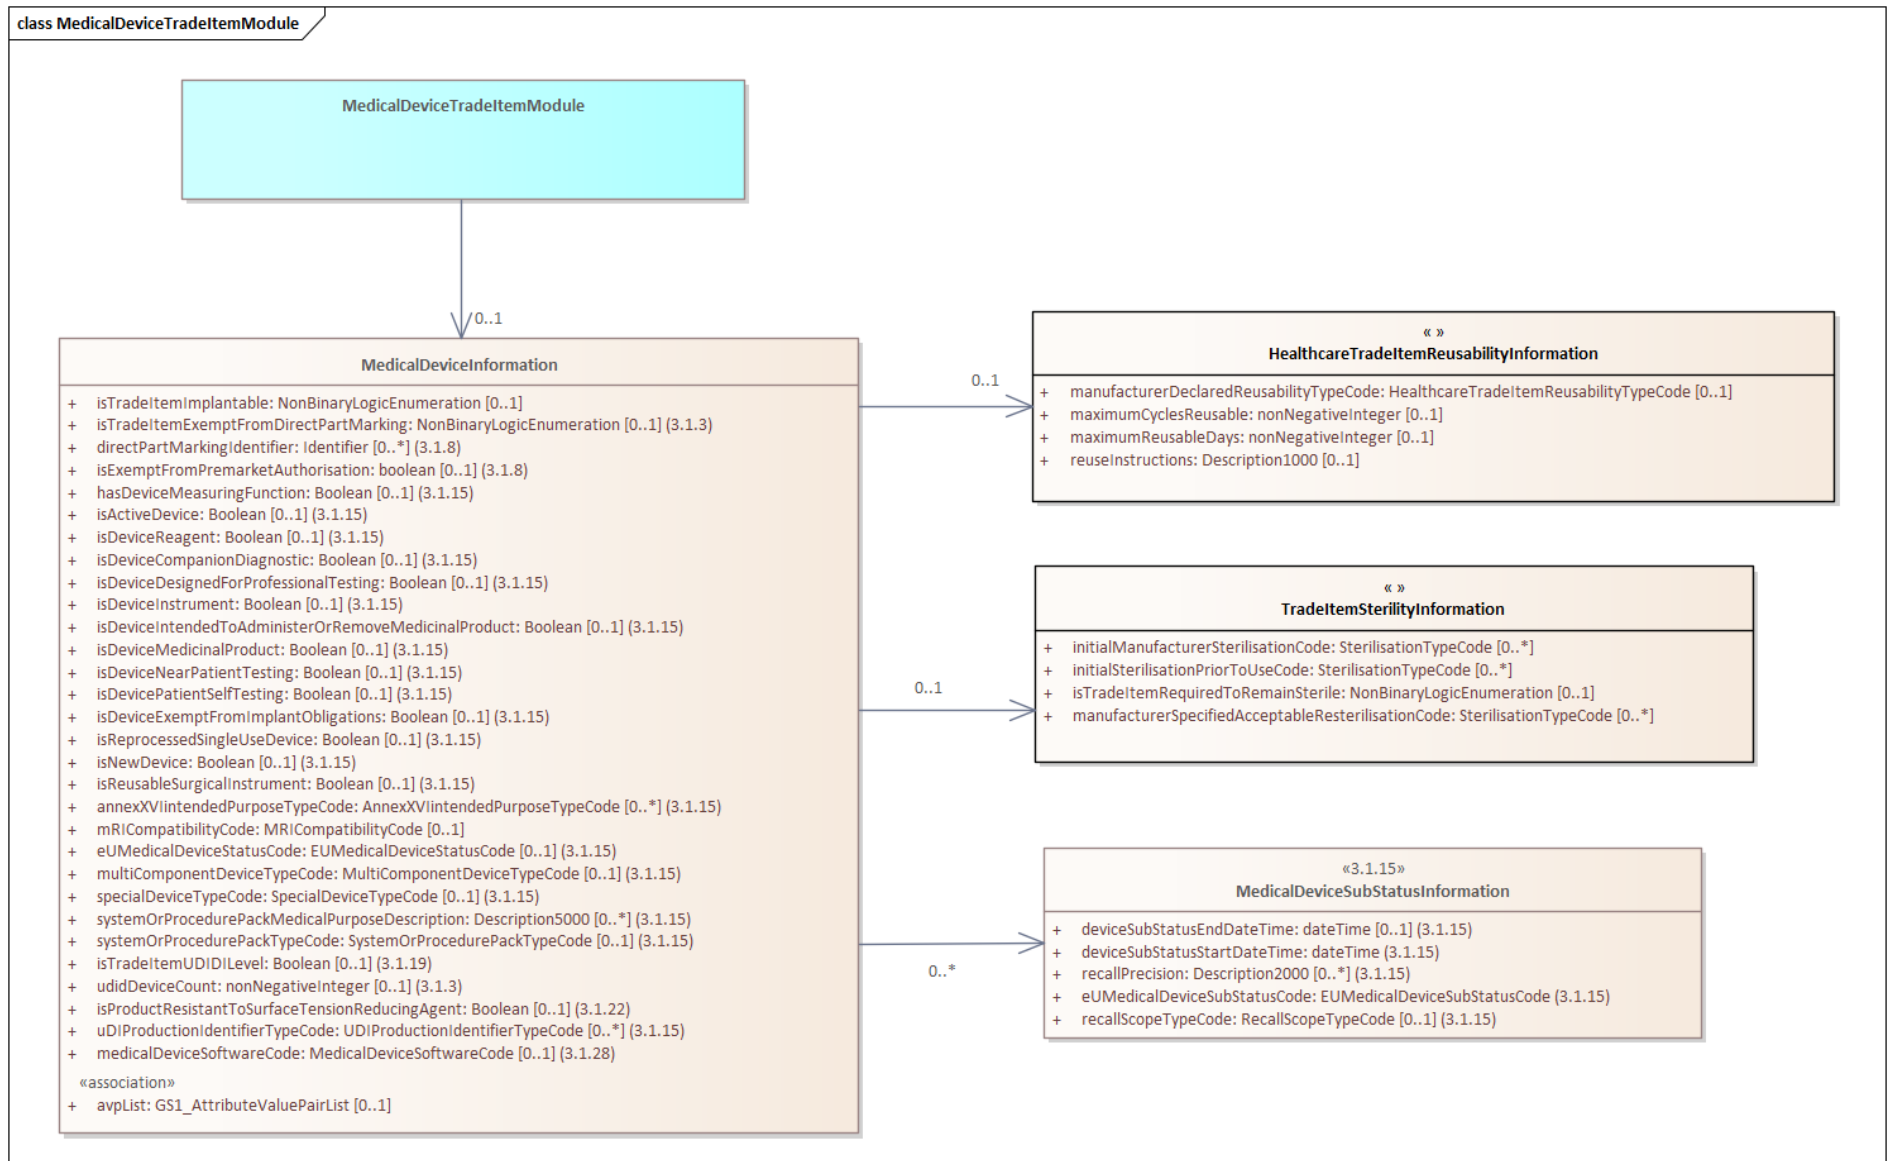 class MedicalDeviceTradeItemModule
MedicalDeviceTradeItemModule
0..1
MedicalDeviceInformation
+ isTradeItemImplantable: NonBinaryLogicEnumeration [0..1]
+ isTradeItemExemptFromDirectPartMarking: NonBinaryLogicEnumeration [0..1] (3.1.3)
+ directPartMarkingIdentifier: Identifier [0..*] (3.1.8)
+ isExemptFromPremarketAuthorisation: boolean [0..1] (3.1.8)
+ hasDeviceMeasuringFunction: Boolean [0..1] (3.1.15)
+ isActiveDevice: Boolean [0..1] (3.1.15)
+ isDeviceReagent: Boolean [0..1] (3.1.15)
+ isDeviceCompanionDiagnostic: Boolean [0..1] (3.1.15)
+ isDeviceDesignedForProfessionalTesting: Boolean [0..1] (3.1.15)
+ isDeviceInstrument: Boolean [0..1] (3.1.15)
+ isDeviceIntendedToAdministerOrRemoveMedicinalProduct: Boolean [0..1] (3.1.15)
+ isDeviceMedicinalProduct: Boolean [0..1] (3.1.15)
+ isDeviceNearPatientTesting: Boolean [0..1] (3.1.15)
+ isDevicePatientSelfTesting: Boolean [0..1] (3.1.15)
+ isDeviceExemptFromImplantObligations: Boolean [0..1] (3.1.15)
+ isReprocessedSingleUseDevice: Boolean [0..1] (3.1.15)
+ isNewDevice: Boolean [0..1] (3.1.15)
+ isReusableSurgicalInstrument: Boolean [0..1] (3.1.15)
+ annexXVIintendedPurposeTypeCode: AnnexXVIintendedPurposeTypeCode [0..*] (3.1.15)
+ mRICompatibilityCode: MRICompatibilityCode [0..1]
+ eUMedicalDeviceStatusCode: EUMedicalDeviceStatusCode [0..1] (3.1.15)
+ multiComponentDeviceTypeCode: MultiComponentDeviceTypeCode [0..1] (3.1.15)
+ specialDeviceTypeCode: SpecialDeviceTypeCode [0..1] (3.1.15)
+ systemOrProcedurePackMedicalPurposeDescription: Description5000 [0..*] (3.1.15)
+ systemOrProcedurePackTypeCode: SystemOrProcedurePackTypeCode [0..1] (3.1.15)
+ isTradeItemUDIDILevel: Boolean [0..1] (3.1.19)
+ udidDeviceCount: nonNegativeInteger [0..1] (3.1.3)
+ isProductResistantToSurfaceTensionReducingAgent: Boolean [0..1] (3.1.22)
+ uDIProductionIdentifierTypeCode: UDIProductionIdentifierTypeCode [0..*] (3.1.15)
+ medicalDeviceSoftwareCode: MedicalDeviceSoftwareCode [0..1] (3.1.28)
«association»
+ avpList: GS1_AttributeValuePairList [0..1]
0..1
« »
HealthcareTradeItemReusabilityInformation
+ manufacturerDeclaredReusabilityTypeCode: HealthcareTradeItemReusabilityTypeCode [0..1]
+ maximumCyclesReusable: nonNegativeInteger [0..1]
+ maximumReusableDays: nonNegativeInteger [0..1]
+ reuseInstructions: Description1000 [0..1]
0..1
« »
TradeItemSterilityInformation
+ initialManufacturerSterilisationCode: SterilisationTypeCode [0..*]
+ initialSterilisationPriorToUseCode: SterilisationTypeCode [0..*]
+ isTradeItemRequiredToRemainSterile: NonBinaryLogicEnumeration [0..1]
+ manufacturerSpecifiedAcceptableResterilisationCode: SterilisationTypeCode [0..*]
0..*
«3.1.15»
MedicalDeviceSubStatusInformation
+ deviceSubStatusEndDateTime: dateTime [0..1] (3.1.15)
+ deviceSubStatusStartDateTime: dateTime (3.1.15)
+ recallPrecision: Description2000 [0..*] (3.1.15)
+ eUMedicalDeviceSubStatusCode: EUMedicalDeviceSubStatusCode (3.1.15)
+ recallScopeTypeCode: RecallScopeTypeCode [0..1] (3.1.15)